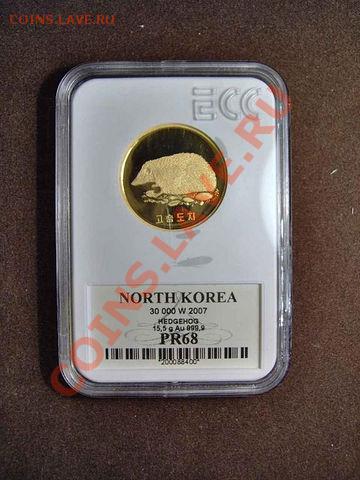 COINS.LAVE.RU
ECC
고슴도치
NORTH KOREA
30 000 W 2007
HEDGEHOG
15,5 g Au 999,9
PR68
COINS.LAVE.RU